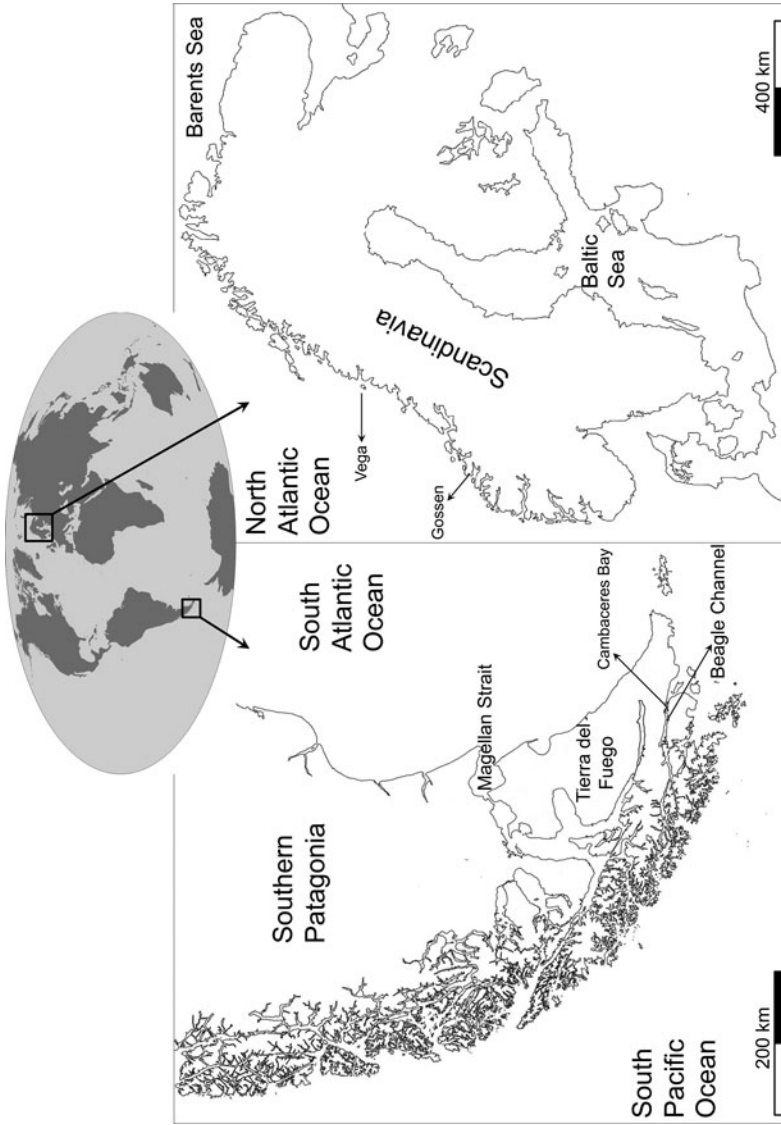 Southern
Patagonia
South
Atlantic
Ocean
Magellan Strait
Tierra del
Fuego
Cambaceres Bay
Beagle Channel
South
Pacific
Ocean
200 km
North
Atlantic
Ocean
Barents Sea
Vega
Gossen
Scandinavia
Baltic
Sea
400 km